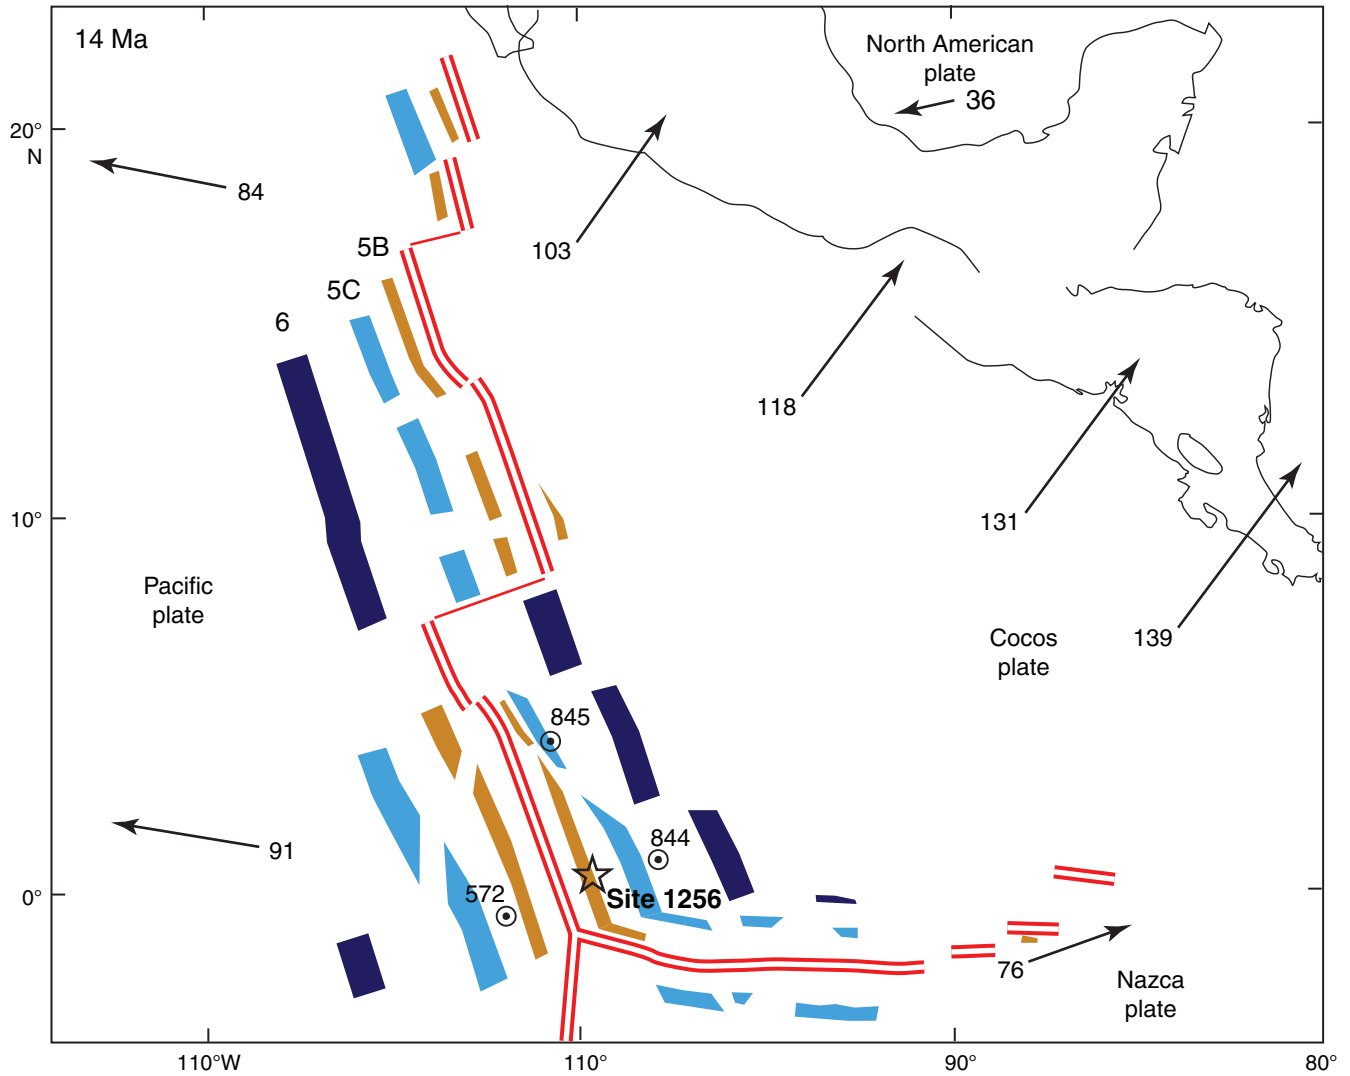 14 Ma
North American
plate
36
20°
N
84
103
5B
5C
6
118
10°
131
Pacific
plate
Cocos
plate
139
845
844
91
572
Site 1256
0°
76
Nazca
plate
110°W
110°
90°
80°